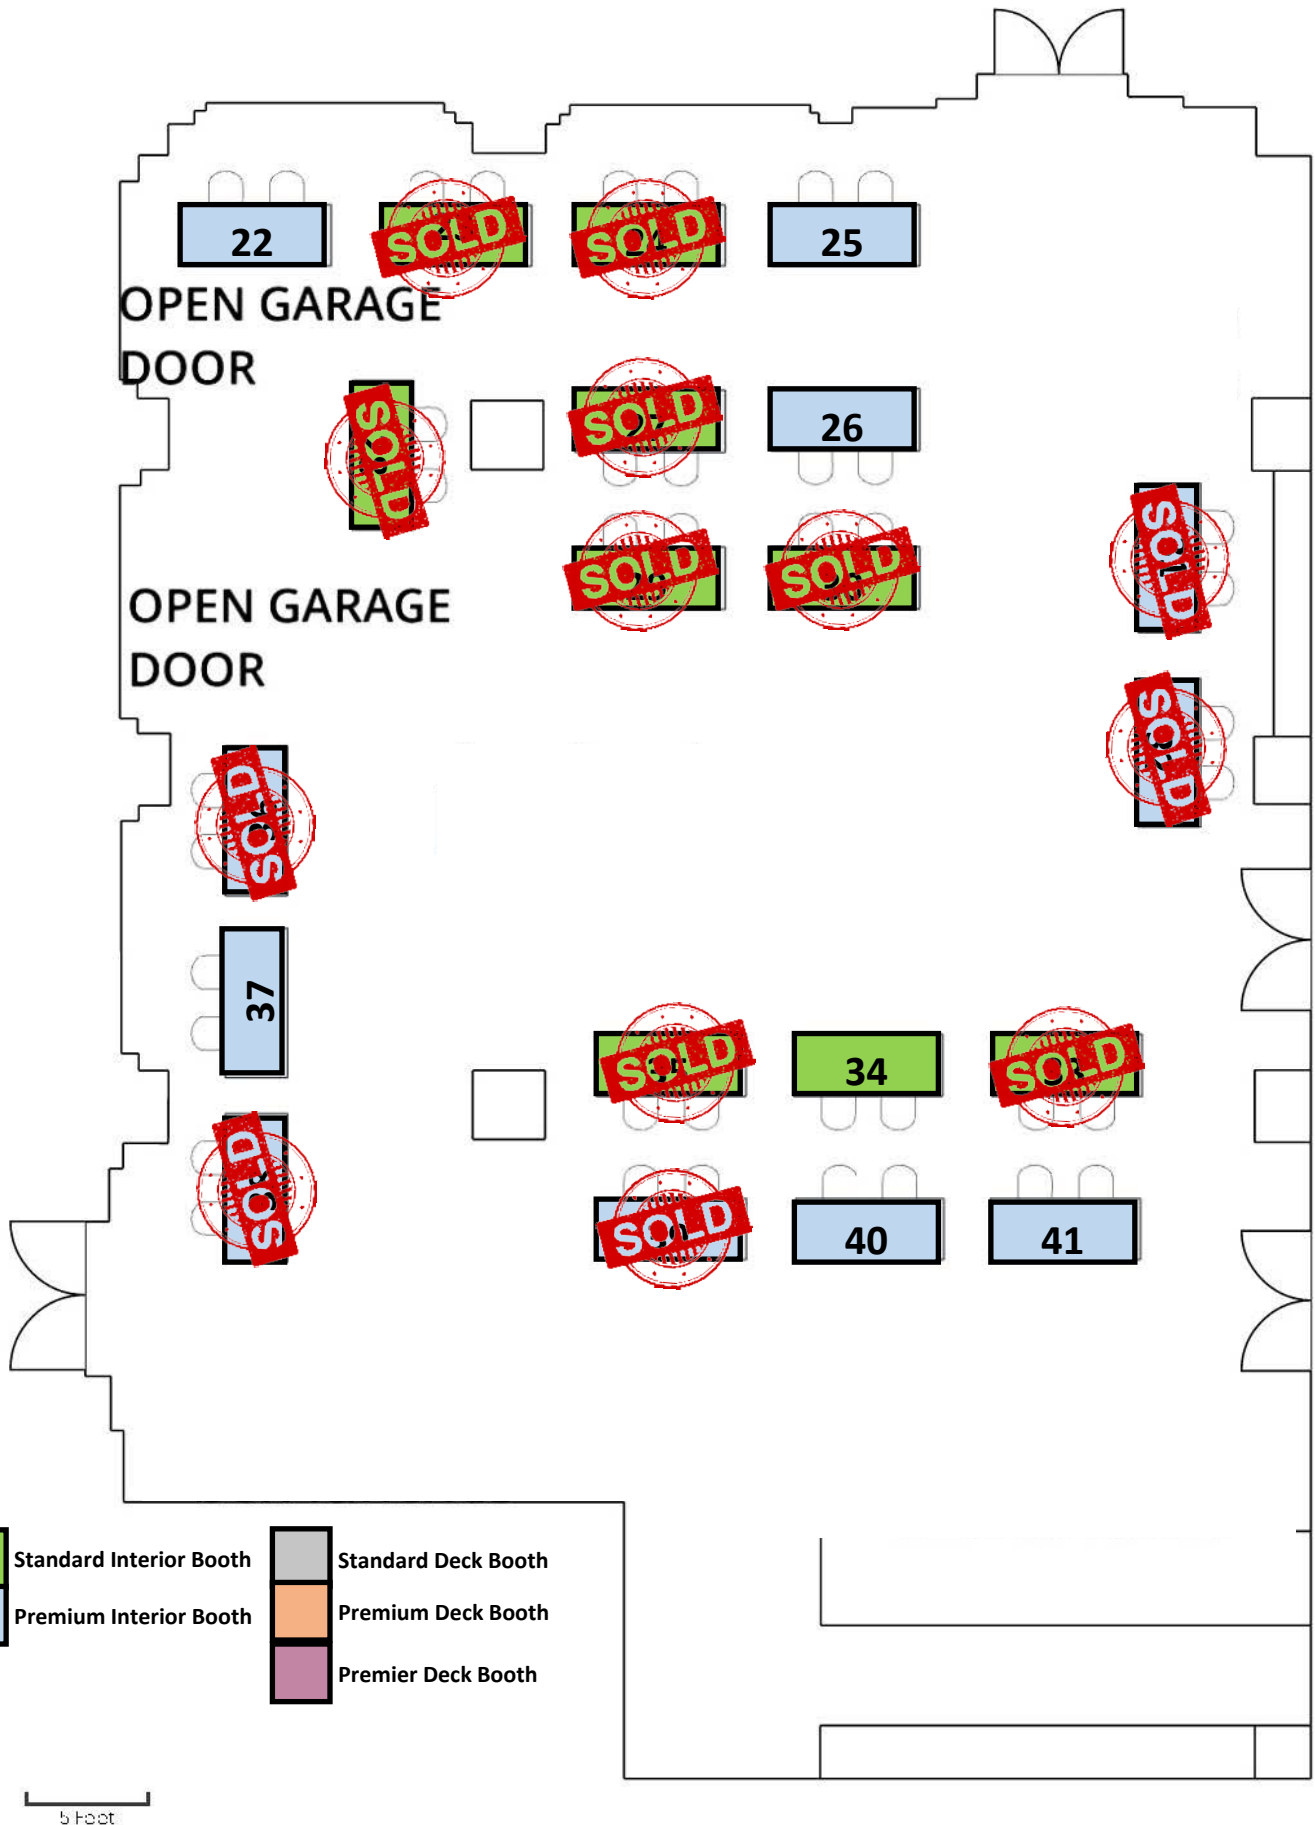 22
SOLD
SOLD
25
OPEN GARAGE
DOOR
SOLD
SOLD
26
SOLD
SOLD
SOLD
OPEN GARAGE
DOOR
SOLD
SOLD
37
SOLD
34
SOLD
SOLD
SOLD
40
41
Standard Interior Booth
Standard Deck Booth
Premium Interior Booth
Premium Deck Booth
Premier Deck Booth
5 Feet